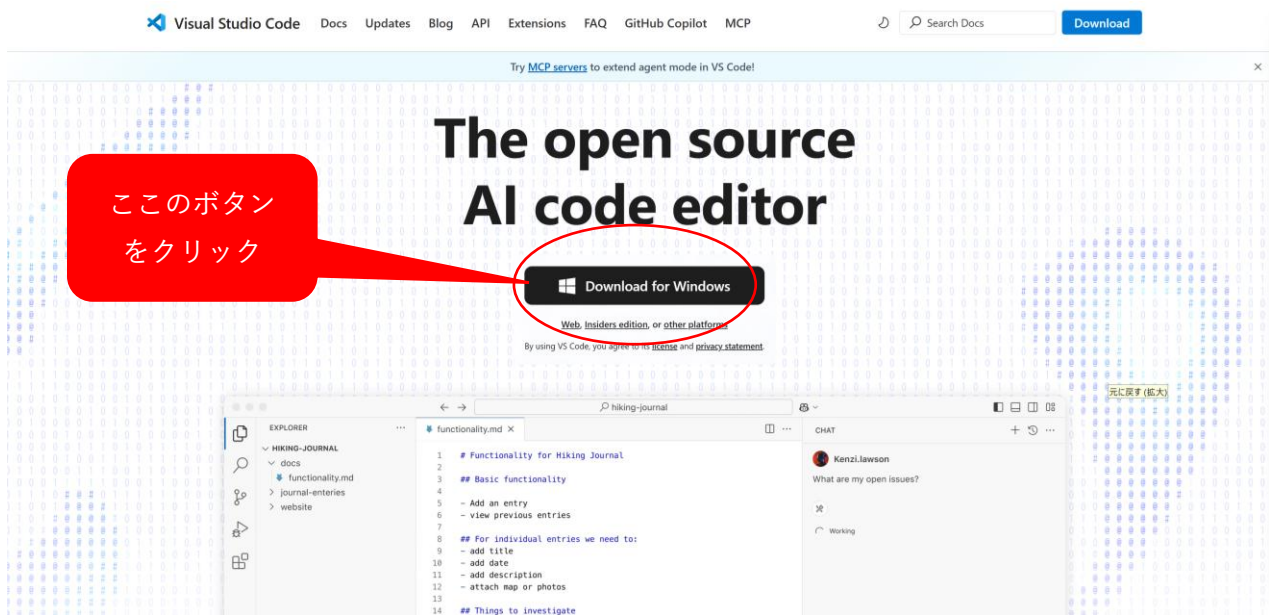 Visual Studio Code Docs Updates Blog API Extensions FAQ GitHub Copilot MCP Search Docs Download
Try MCP servers to extend agent mode in VS Code!
The open source
AI code editor
ここのボタン
をクリック
Download for Windows
Web, Insiders edition, or other platforms
By using VS Code, you agree to its license and privacy statement.
元に戻す (拡大)
hiking-journal
EXPLORER
HIKING-JOURNAL
docs
functionality.md
journal-enteries
website
functionality.md
1 # Functionality for Hiking Journal
2
3 ## Basic functionality
4
5 - Add an entry
6 - view previous entries
7
8 ## For individual entries we need to:
9 - add title
10 - add date
11 - add description
12 - attach map or photos
13
14 ## Things to investigate
CHAT
Kenzi.lawson
What are my open issues?
Working